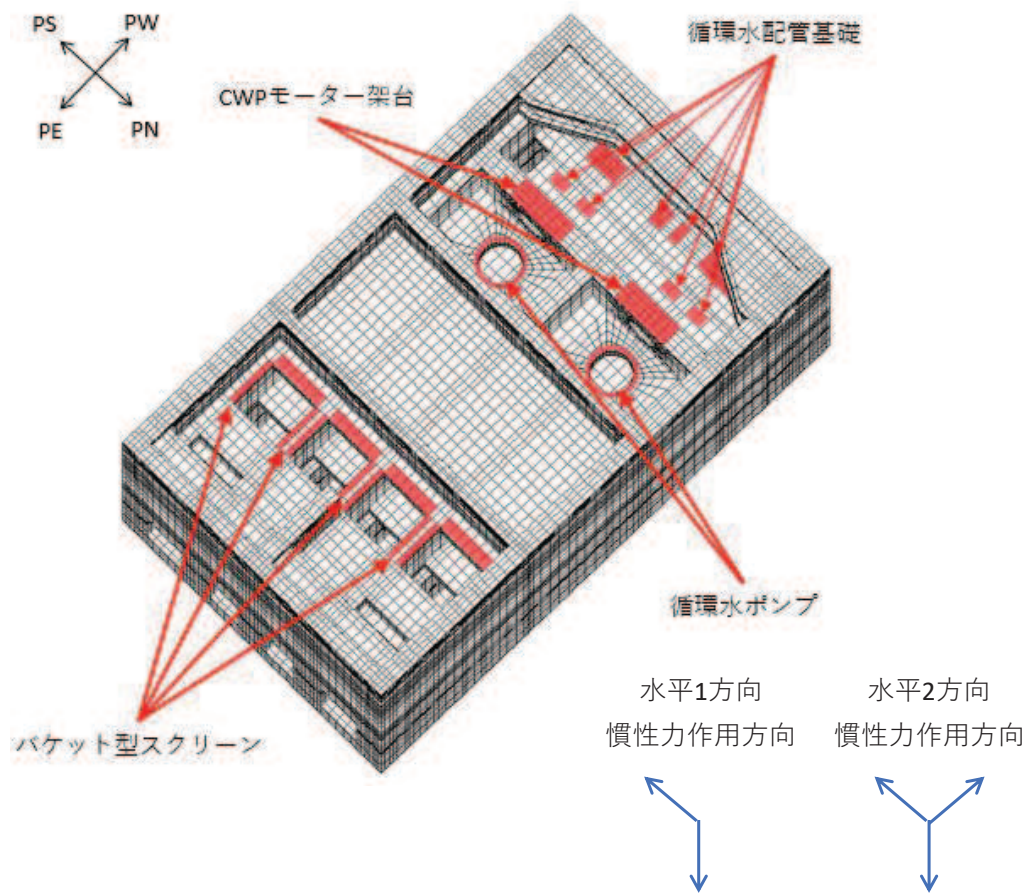 PS
PW
PE
PN
循環水配管基礎
CWPモーター架台
循環水ポンプ
バケット型スクリーン
水平1方向
慣性力作用方向
水平2方向
慣性力作用方向